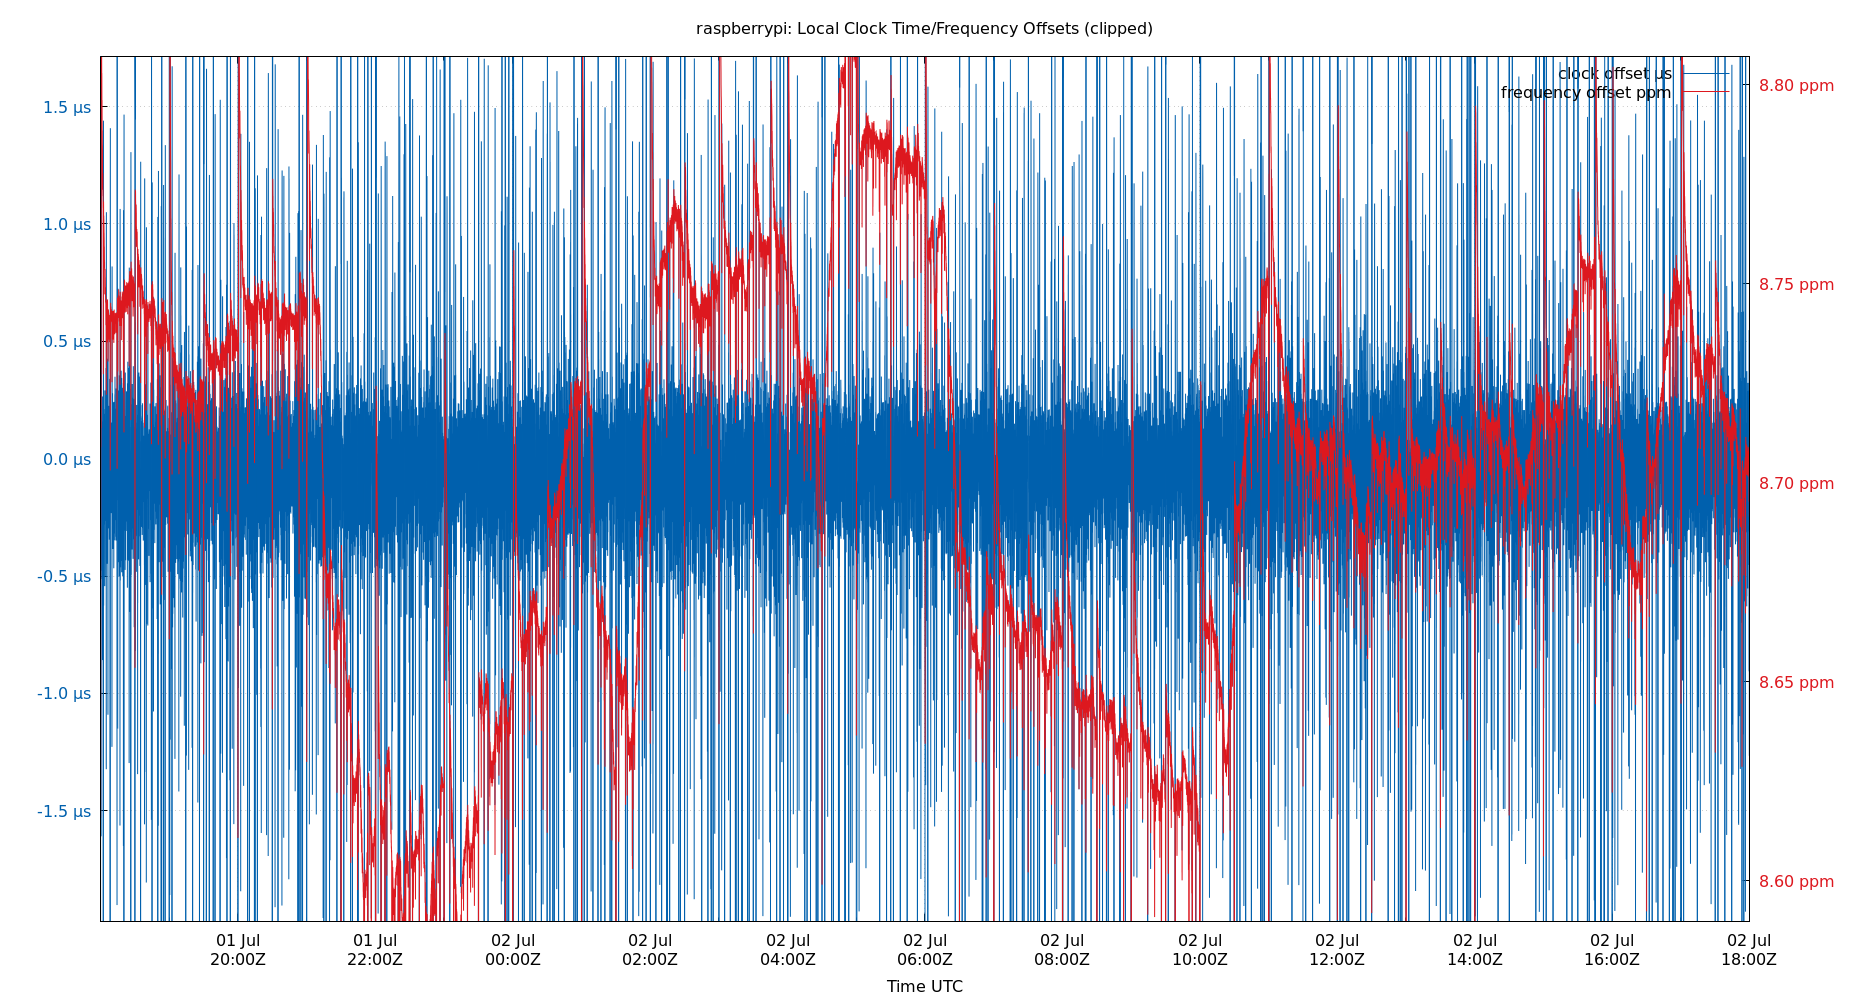 raspberrypi: Local Clock Time/Frequency Offsets (clipped)
clock offset µs
frequency offset ppm
1.5 µs
1.0 µs
0.5 µs
0.0 µs
-0.5 µs
-1.0 µs
-1.5 µs
8.80 ppm
8.75 ppm
8.70 ppm
8.65 ppm
8.60 ppm
01 Jul
20:00Z
01 Jul
22:00Z
02 Jul
00:00Z
02 Jul
02:00Z
02 Jul
04:00Z
02 Jul
06:00Z
02 Jul
08:00Z
02 Jul
10:00Z
02 Jul
12:00Z
02 Jul
14:00Z
02 Jul
16:00Z
02 Jul
18:00Z
Time UTC